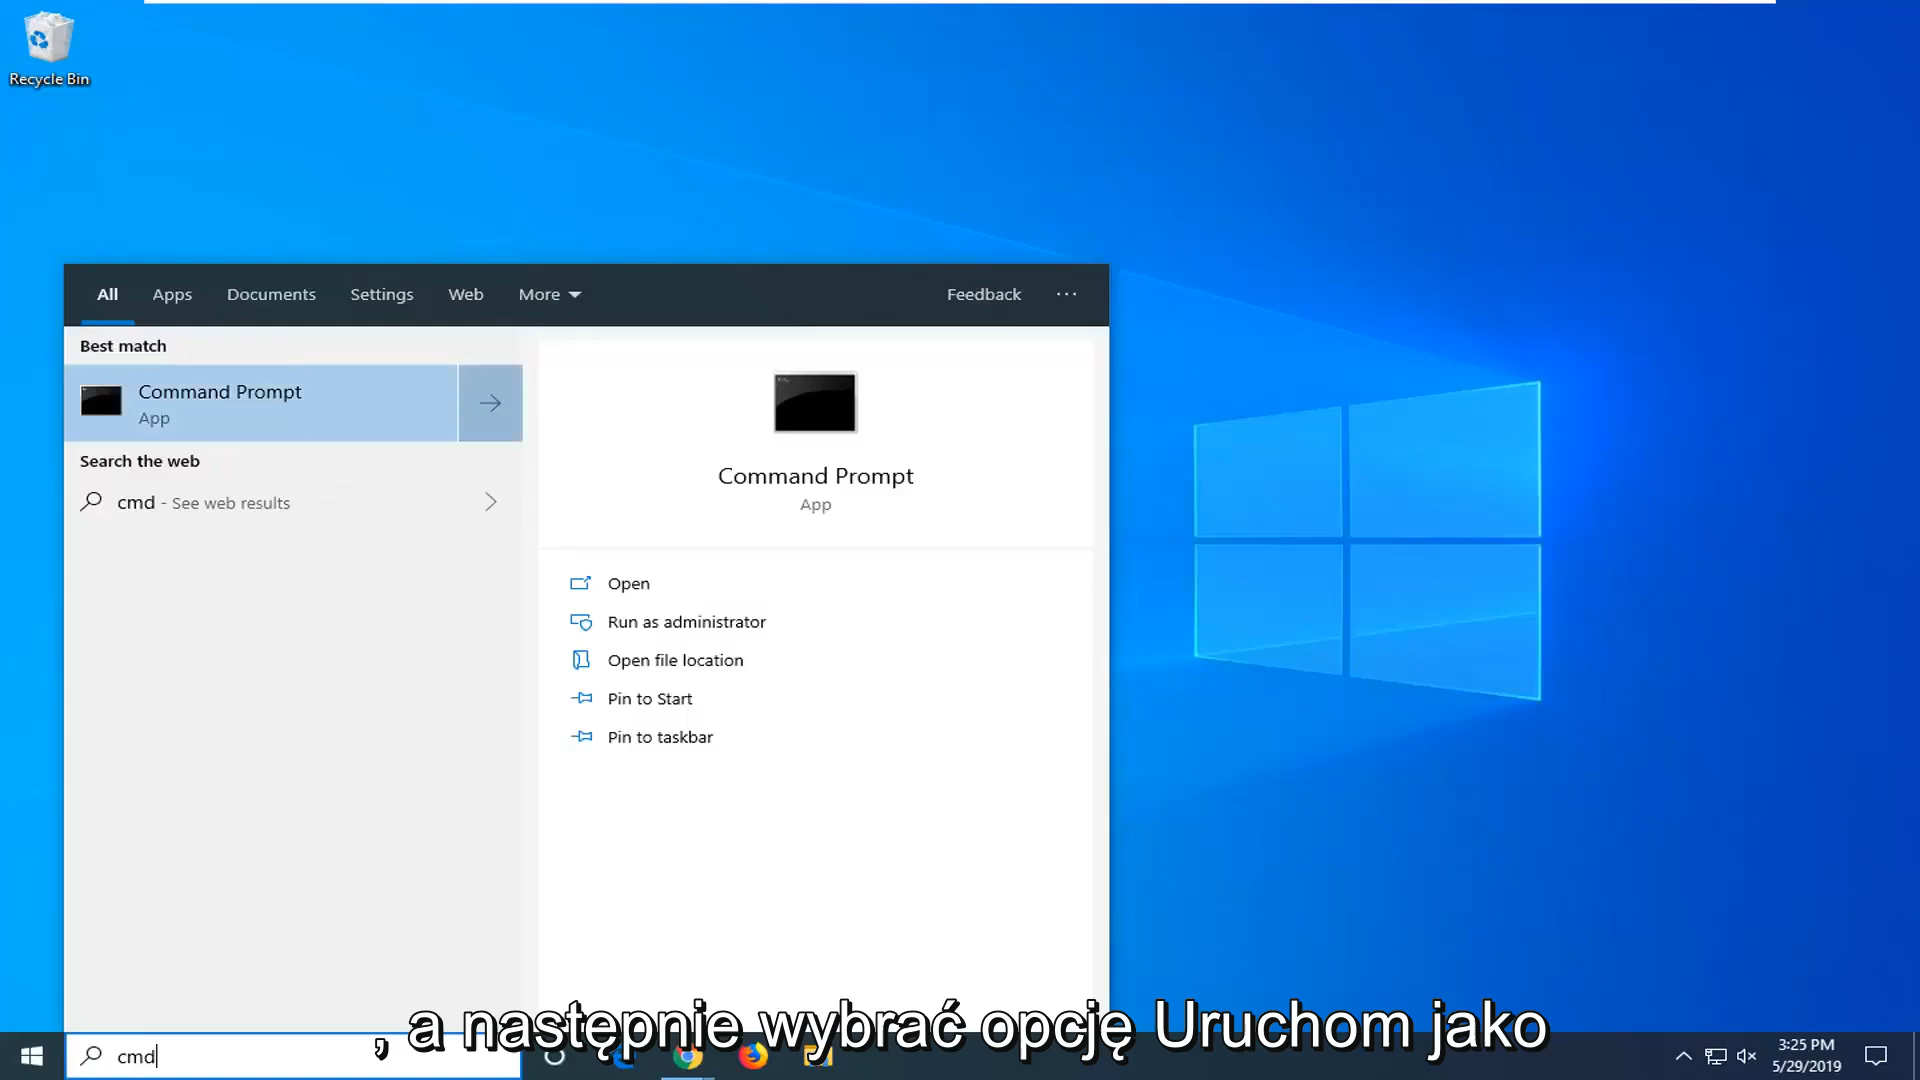 Recycle Bin
All Apps Documents Settings Web More Feedback ...
Best match
Command Prompt
App
Search the web
cmd - See web results
Command Prompt
App
Open
Run as administrator
Open file location
Pin to Start
Pin to taskbar
, a następnie wybrać opcję Uruchom jako
cmd
3:25 PM
5/29/2019